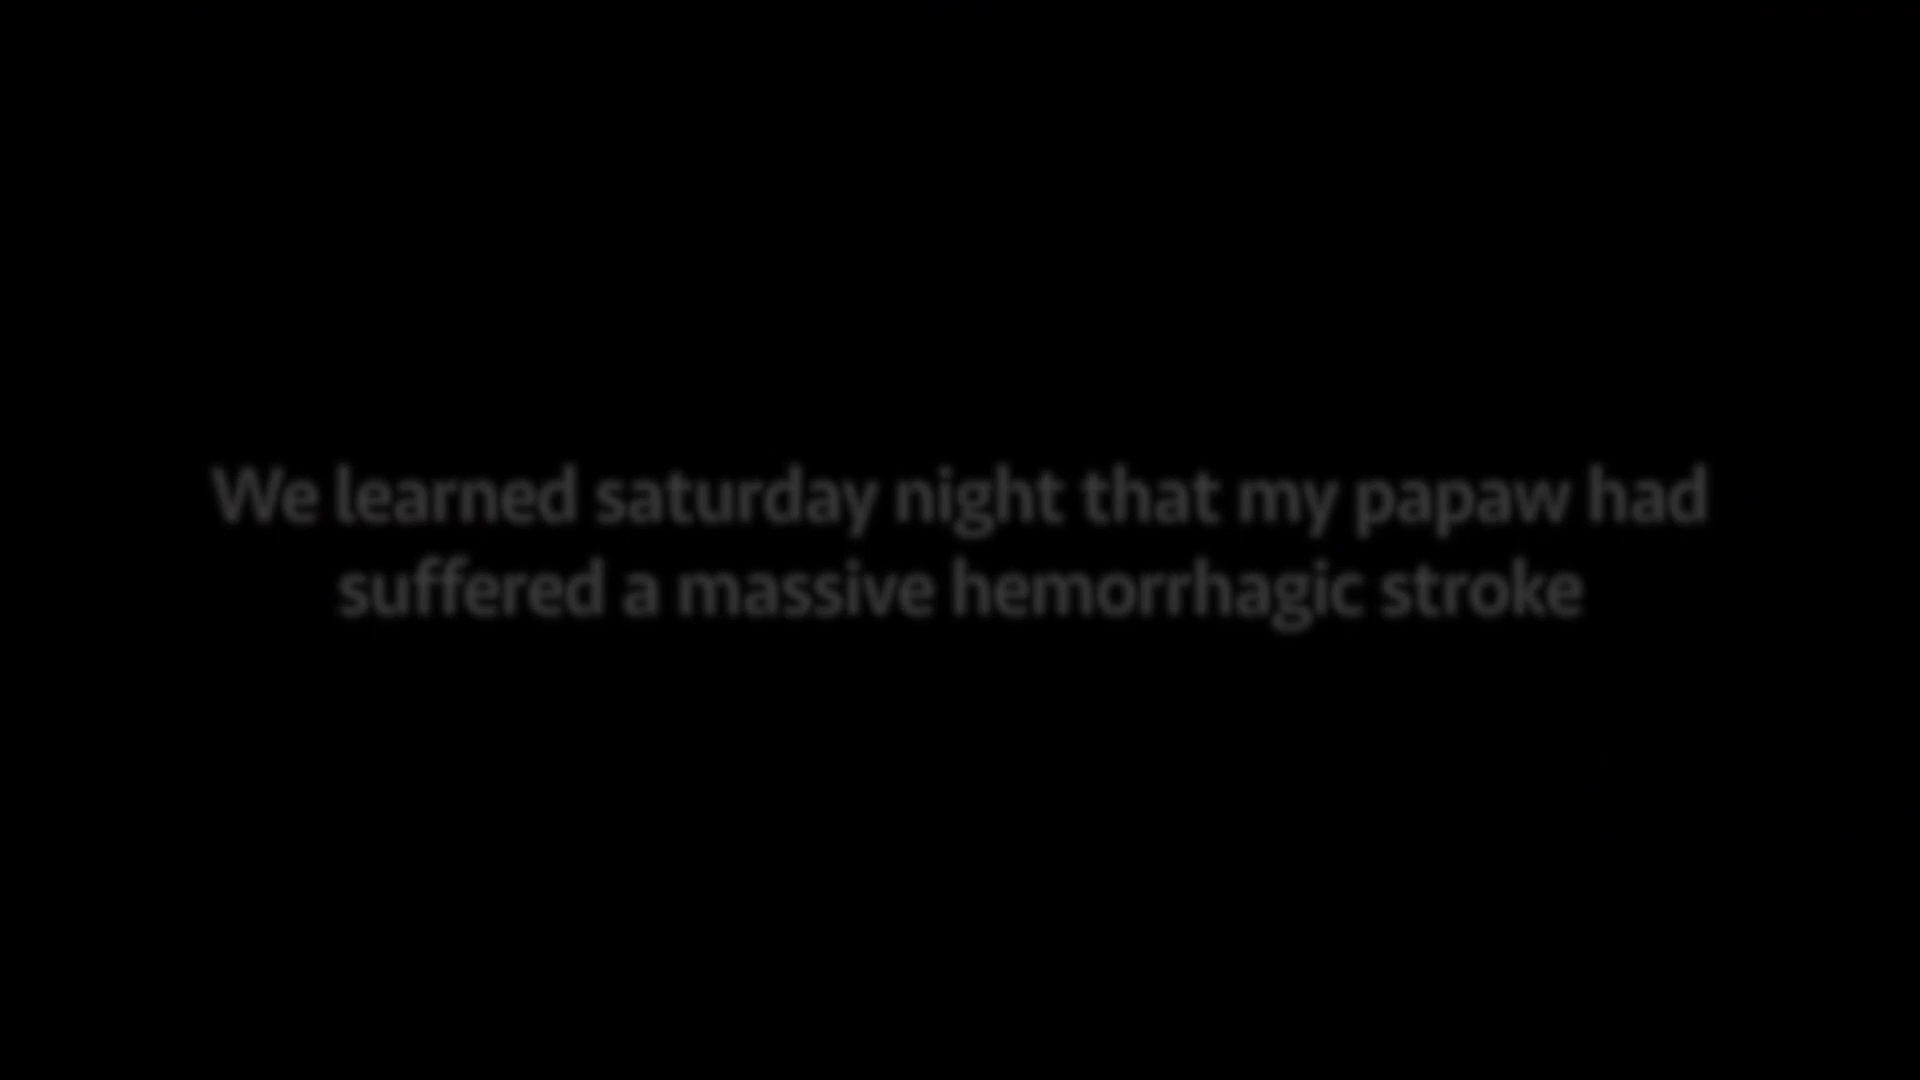 We learned saturday night that my papaw had
suffered a massive hemorrhagic stroke